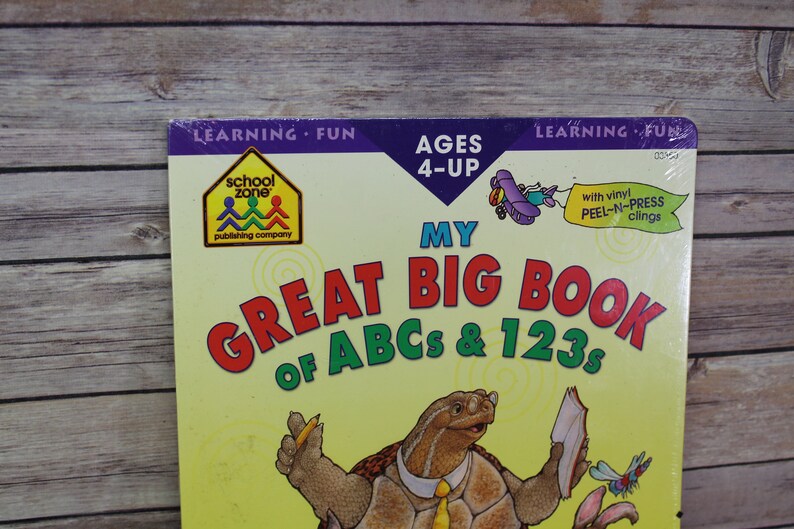 LEARNING · FUN
AGES
4-UP
LEARNING · FUN
school
zone®
publishing company
with vinyl
PEEL~N~PRESS
clings
MY
GREAT BIG BOOK
OF ABCs & 123s